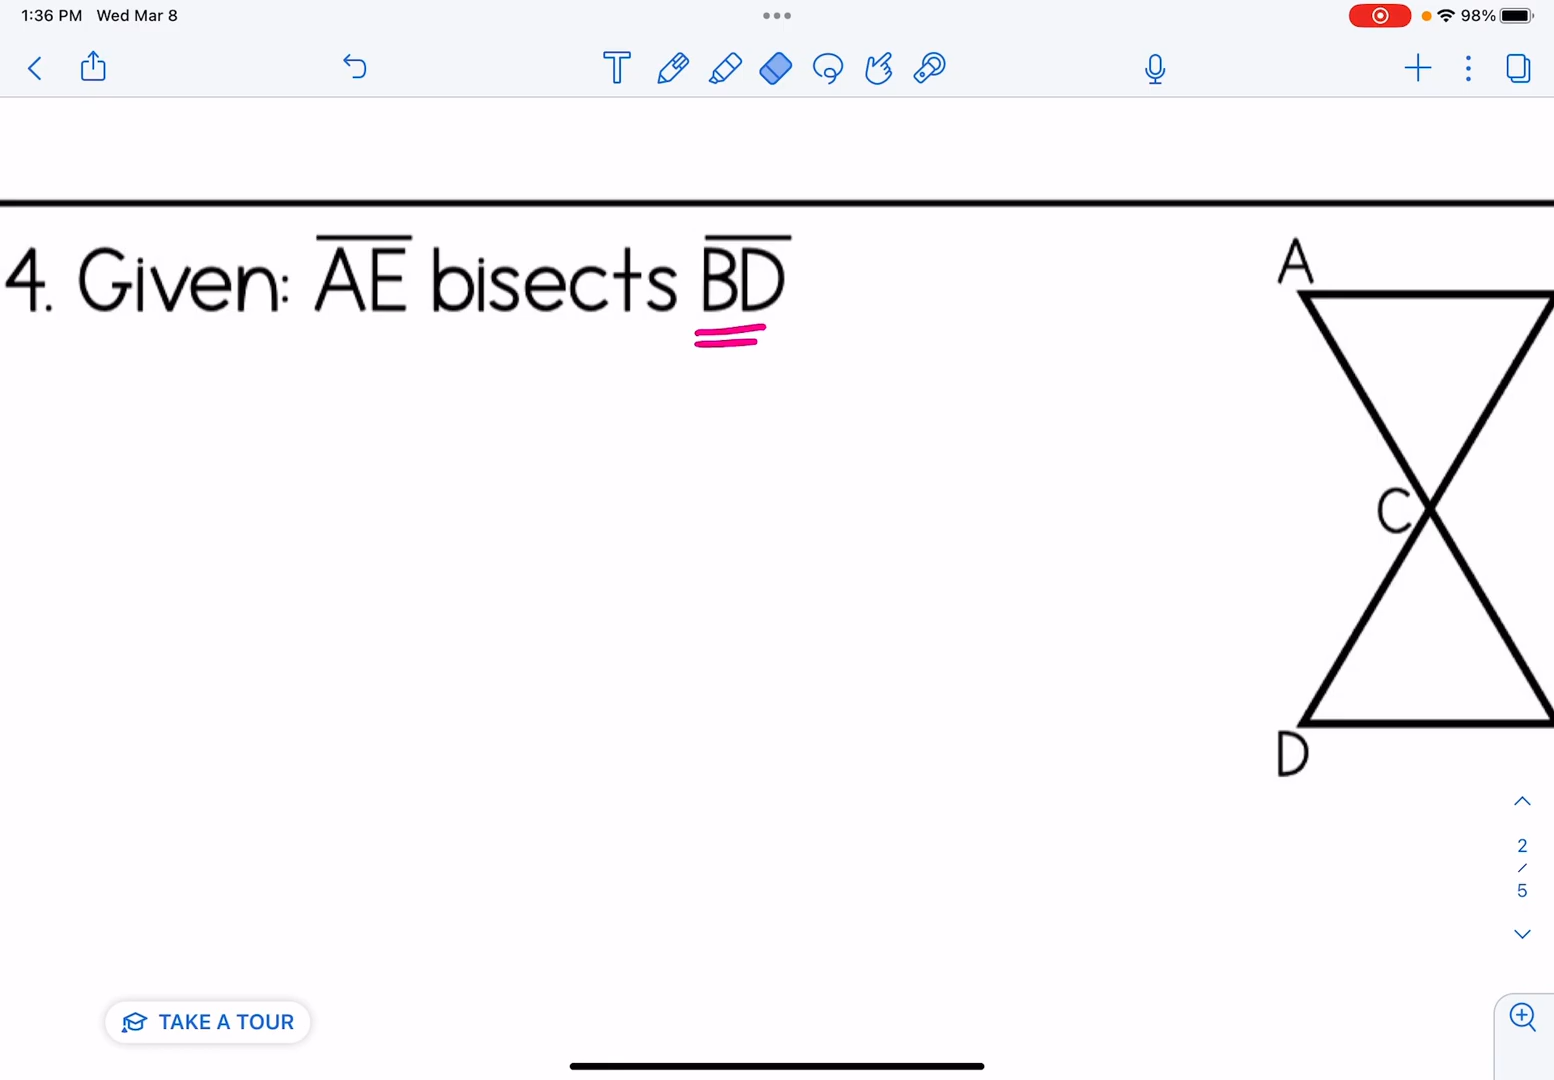 1:36 PM Wed Mar 8
98%
T
4. Given: AE bisects BD
A
C
D
2
/
5
TAKE A TOUR